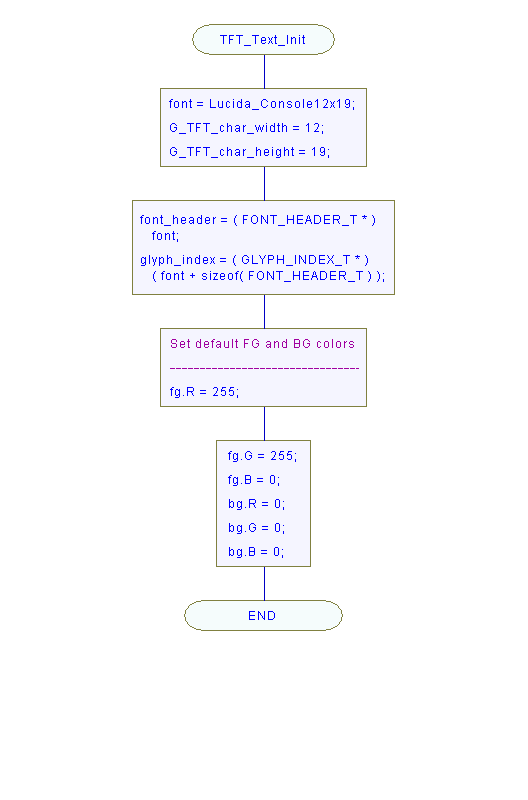 TFT_Text_Init
font = Lucida_Console12x19;
G_TFT_char_width = 12;
G_TFT_char_height = 19;
font_header = ( FONT_HEADER_T * )
font;
glyph_index = ( GLYPH_INDEX_T * )
( font + sizeof( FONT_HEADER_T ) );
Set default FG and BG colors
--------------------------------
fg.R = 255;
fg.G = 255;
fg.B = 0;
bg.R = 0;
bg.G = 0;
bg.B = 0;
END